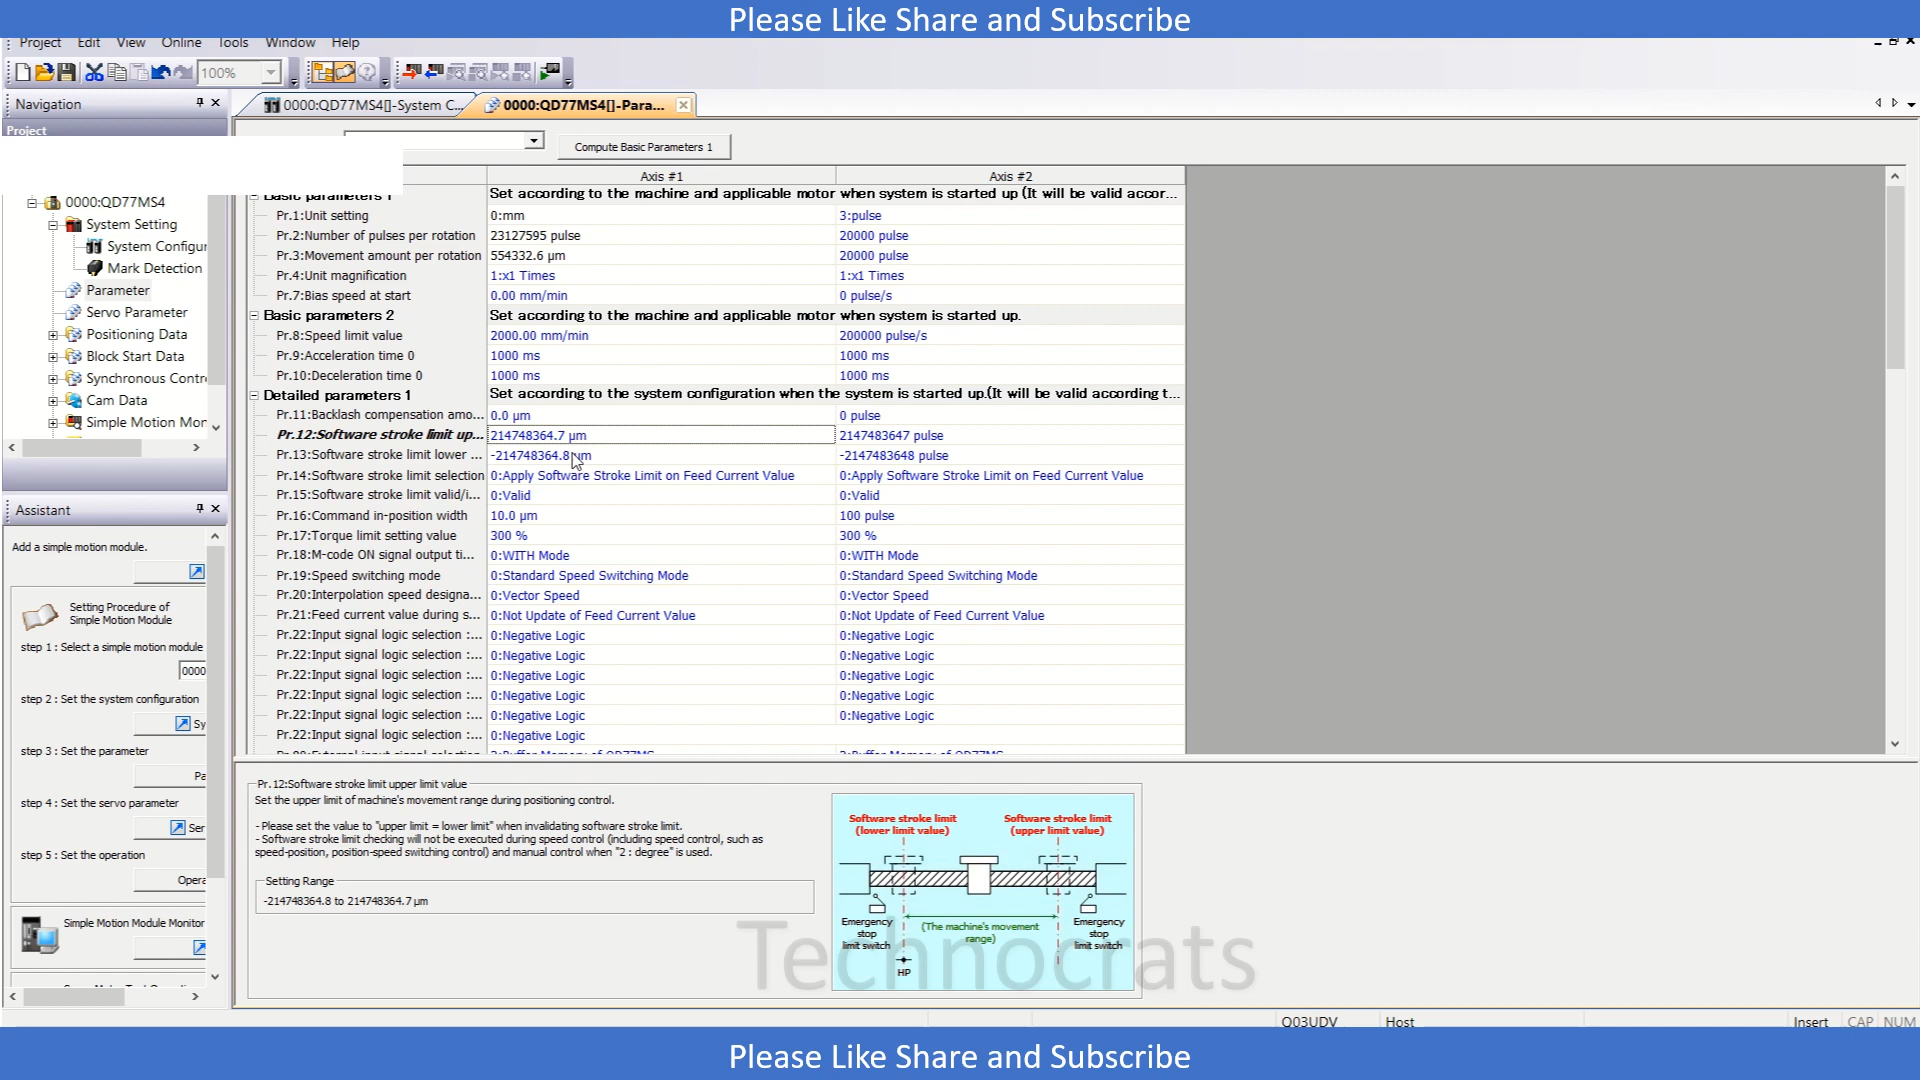 Please Like Share and Subscribe
Project Edit View Online Tools Window Help
100%
Navigation
0000:QD77MS4[]-System C...
0000:QD77MS4[]-Para...
Project
Compute Basic Parameters 1
Axis #1 Axis #2
Basic parameters 1 Set according to the machine and applicable motor when system is started up (It will be valid accor...
Pr.1:Unit setting 0:mm 3:pulse
Pr.2:Number of pulses per rotation 23127595 pulse 20000 pulse
Pr.3:Movement amount per rotation 554332.6 µm 20000 pulse
Pr.4:Unit magnification 1:x1 Times 1:x1 Times
Pr.7:Bias speed at start 0.00 mm/min 0 pulse/s
Basic parameters 2 Set according to the machine and applicable motor when system is started up.
Pr.8:Speed limit value 2000.00 mm/min 200000 pulse/s
Pr.9:Acceleration time 0 1000 ms 1000 ms
Pr.10:Deceleration time 0 1000 ms 1000 ms
Detailed parameters 1 Set according to the system configuration when the system is started up.(It will be valid according t...
Pr.11:Backlash compensation amo... 0.0 µm 0 pulse
Pr.12:Software stroke limit up... 214748364.7 µm 2147483647 pulse
Pr.13:Software stroke limit lower ... -214748364.8 µm -2147483648 pulse
Pr.14:Software stroke limit selection 0:Apply Software Stroke Limit on Feed Current Value 0:Apply Software Stroke Limit on Feed Current Value
Pr.15:Software stroke limit valid/i... 0:Valid 0:Valid
Pr.16:Command in-position width 10.0 µm 100 pulse
Pr.17:Torque limit setting value 300 % 300 %
Pr.18:M-code ON signal output ti... 0:WITH Mode 0:WITH Mode
Pr.19:Speed switching mode 0:Standard Speed Switching Mode 0:Standard Speed Switching Mode
Pr.20:Interpolation speed designa... 0:Vector Speed 0:Vector Speed
Pr.21:Feed current value during s... 0:Not Update of Feed Current Value 0:Not Update of Feed Current Value
Pr.22:Input signal logic selection :... 0:Negative Logic 0:Negative Logic
Pr.22:Input signal logic selection :... 0:Negative Logic 0:Negative Logic
Pr.22:Input signal logic selection :... 0:Negative Logic 0:Negative Logic
Pr.22:Input signal logic selection :... 0:Negative Logic 0:Negative Logic
Pr.22:Input signal logic selection :... 0:Negative Logic 0:Negative Logic
Pr.22:Input signal logic selection :... 0:Negative Logic
0000:QD77MS4
System Setting
System Configur
Mark Detection
Parameter
Servo Parameter
Positioning Data
Block Start Data
Synchronous Contr
Cam Data
Simple Motion Mor
Assistant
Add a simple motion module.
Setting Procedure of
Simple Motion Module
step 1 : Select a simple motion module
0000
step 2 : Set the system configuration
Sy
step 3 : Set the parameter
Pa
step 4 : Set the servo parameter
Ser
step 5 : Set the operation
Opera
Simple Motion Module Monitor
Pr.12:Software stroke limit upper limit value
Set the upper limit of machine's movement range during positioning control.
- Please set the value to "upper limit = lower limit" when invalidating software stroke limit.
- Software stroke limit checking will not be executed during speed control (including speed control, such as
speed-position, position-speed switching control) and manual control when "2 : degree" is used.
Setting Range
-214748364.8 to 214748364.7 µm
Software stroke limit
(lower limit value)
Software stroke limit
(upper limit value)
Emergency
stop
limit switch
(The machine's movement
range)
Emergency
stop
limit switch
HP
Technocrats
Q03UDV Host Insert CAP NUM
Please Like Share and Subscribe